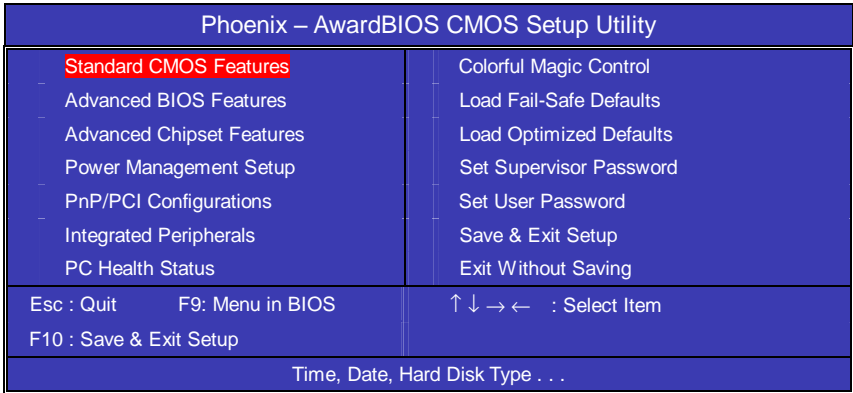 Phoenix – AwardBIOS CMOS Setup Utility
Standard CMOS Features
Advanced BIOS Features
Advanced Chipset Features
Power Management Setup
PnP/PCI Configurations
Integrated Peripherals
PC Health Status
Colorful Magic Control
Load Fail-Safe Defaults
Load Optimized Defaults
Set Supervisor Password
Set User Password
Save & Exit Setup
Exit Without Saving
Esc : Quit F9: Menu in BIOS
F10 : Save & Exit Setup
↑ ↓ → ← : Select Item
Time, Date, Hard Disk Type . . .